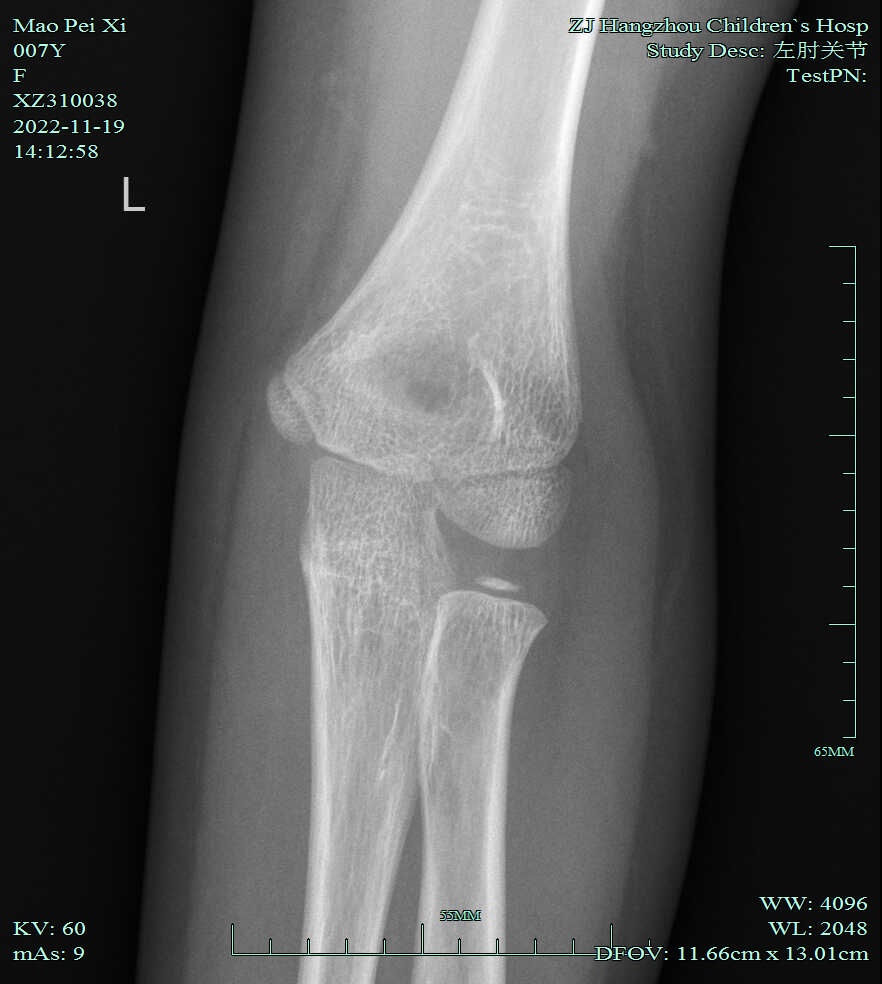 Mao Pei Xi
007Y
F
XZ310038
2022-11-19
14:12:58
ZJ Hangzhou Children`s Hosp
Study Desc: 左肘关节
TestPN:
L
65MM
55MM
KV: 60
mAs: 9
WW: 4096
WL: 2048
DFOV: 11.66cm x 13.01cm